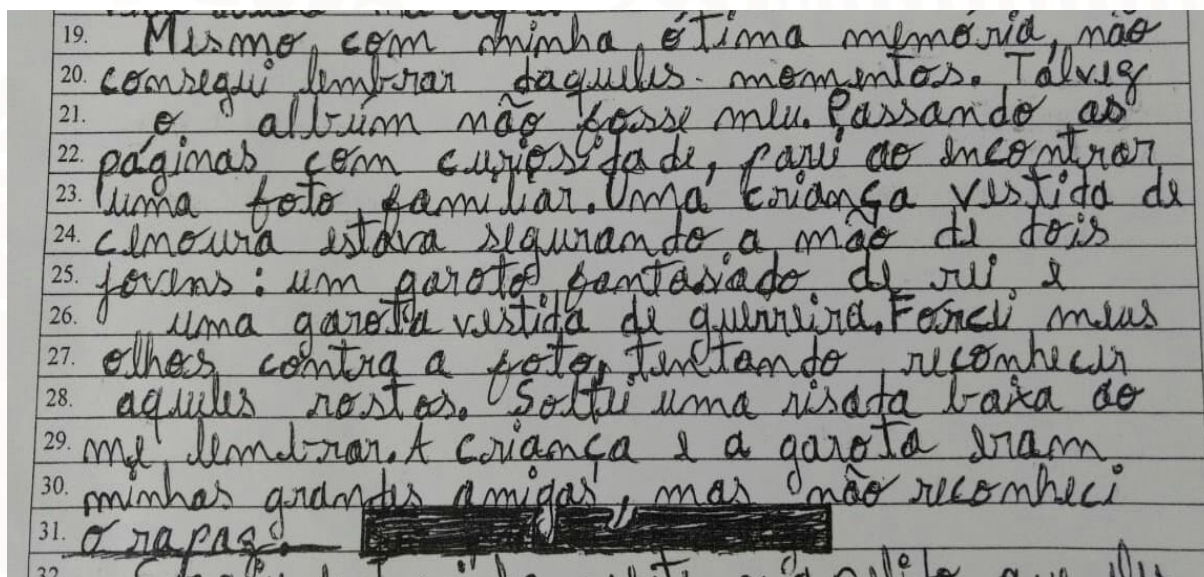 19. Mesmo com minha ótima memória, não
20. consegui lembrar daqueles momentos. Talvez
21. o albúm não fosse meu. Passando as
22. páginas com curiosidade, parei ao encontrar
23. uma foto familiar. Uma criança vestida de
24. cenoura estava segurando a mão de dois
25. jovens: um garoto fantasiado de rei e
26. uma garota vestida de guerreira. Forcei meus
27. olhos contra a foto, tentando reconhecer
28. aqueles rostos. Soltei uma risada baixa ao
29. me lembrar. A criança e a garota eram
30. minhas grandes amigas, mas não reconheci
31. o rapaz.
32.